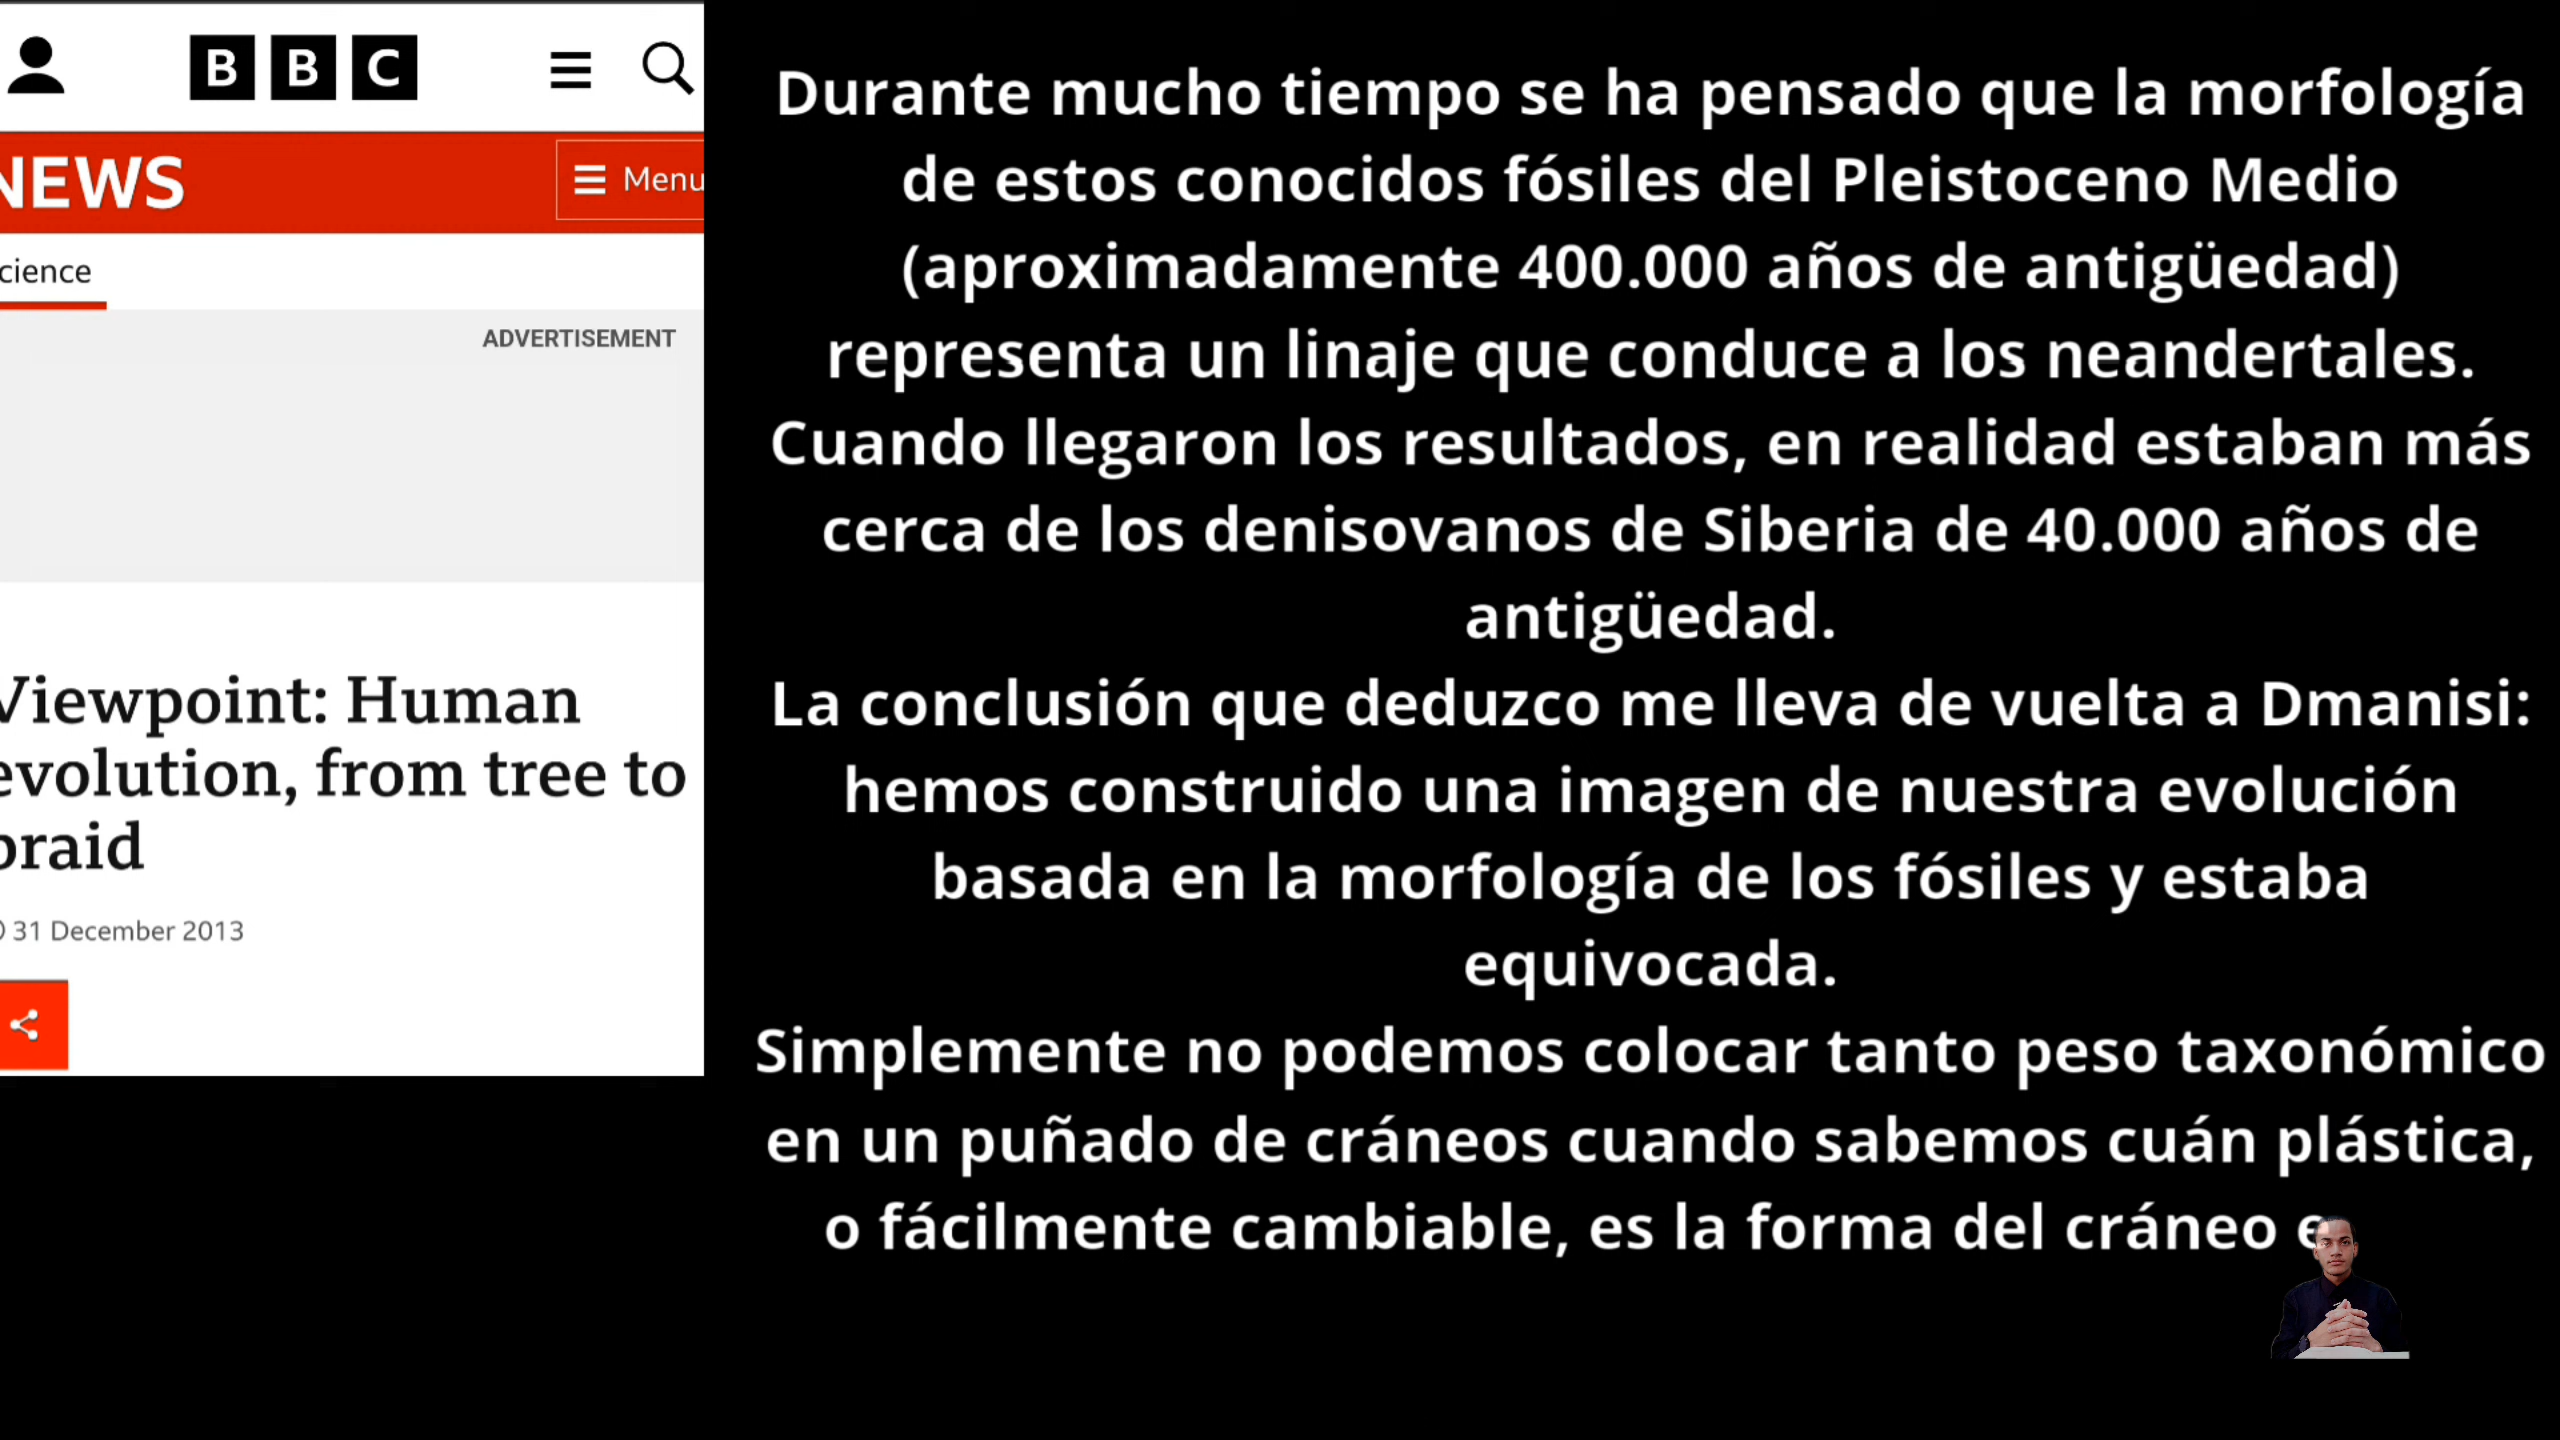 BBC
NEWS
Menu
cience
ADVERTISEMENT
Viewpoint: Human
evolution, from tree to
braid
31 December 2013
Durante mucho tiempo se ha pensado que la morfología
de estos conocidos fósiles del Pleistoceno Medio
(aproximadamente 400.000 años de antigüedad)
representa un linaje que conduce a los neandertales.
Cuando llegaron los resultados, en realidad estaban más
cerca de los denisovanos de Siberia de 40.000 años de
antigüedad.
La conclusión que deduzco me lleva de vuelta a Dmanisi:
hemos construido una imagen de nuestra evolución
basada en la morfología de los fósiles y estaba
equivocada.
Simplemente no podemos colocar tanto peso taxonómico
en un puñado de cráneos cuando sabemos cuán plástica,
o fácilmente cambiable, es la forma del cráneo